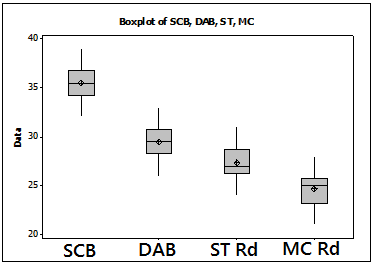 Boxplot of SCB, DAB, ST, MC
40
35
30
25
20
Data
SCB DAB ST Rd MC Rd